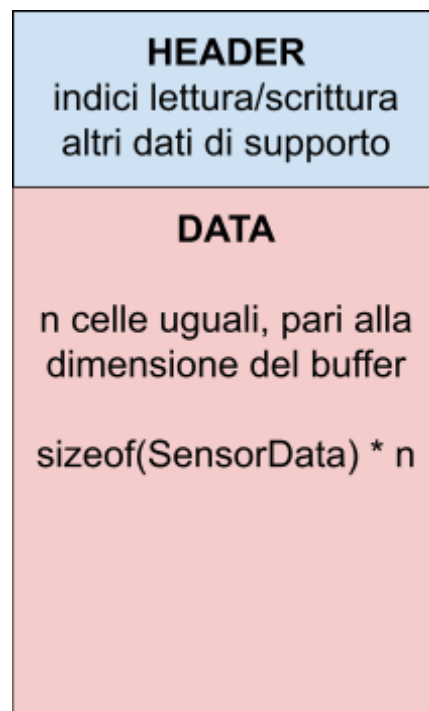 HEADER
indici lettura/scrittura
altri dati di supporto
DATA
n celle uguali, pari alla
dimensione del buffer
sizeof(SensorData) * n